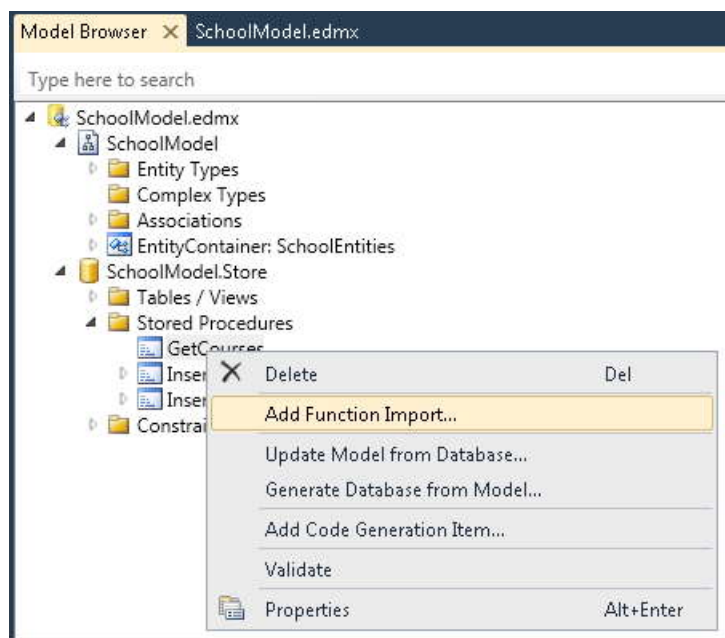 Model Browser SchoolModel.edmx
Type here to search
SchoolModel.edmx
SchoolModel
Entity Types
Complex Types
Associations
EntityContainer: SchoolEntities
SchoolModel.Store
Tables / Views
Stored Procedures
GetCourses
Inser
Delete Del
Inser
Add Function Import...
Constrai
Update Model from Database...
Generate Database from Model...
Add Code Generation Item...
Validate
Properties Alt+Enter